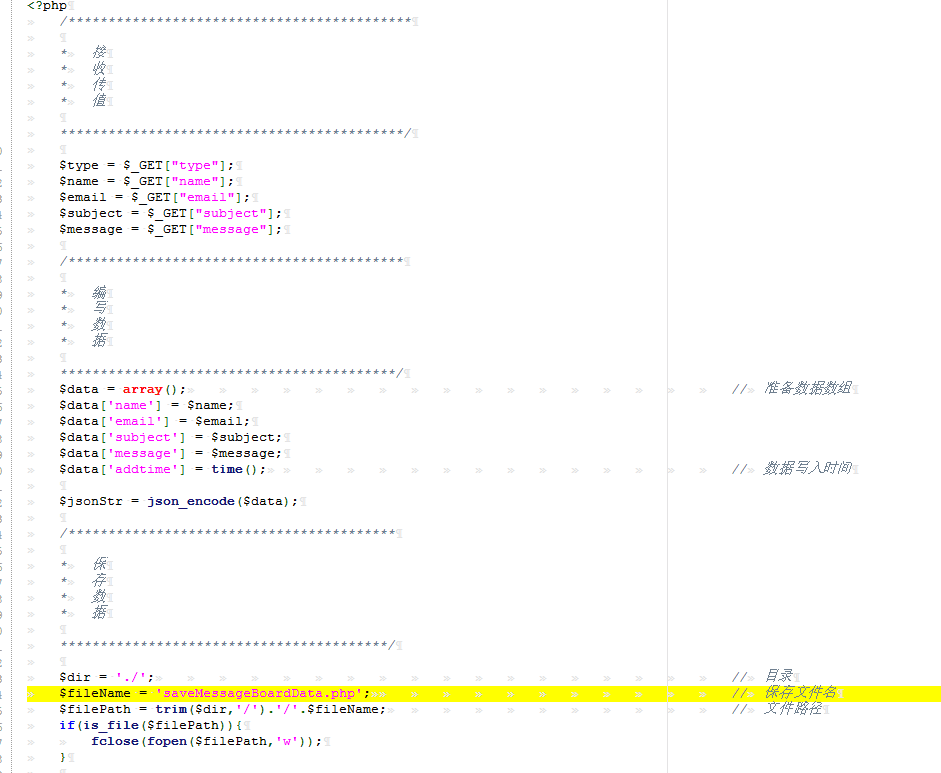 <?php
/*******************************************
* 接
* 收
* 传
* 值
*******************************************/
$type = $_GET["type"];
$name = $_GET["name"];
$email = $_GET["email"];
$subject = $_GET["subject"];
$message = $_GET["message"];
/******************************************
* 编
* 写
* 数
* 据
******************************************/
$data = array(); // 准备数据数组
$data['name'] = $name;
$data['email'] = $email;
$data['subject'] = $subject;
$data['message'] = $message;
$data['addtime'] = time(); // 数据写入时间
$jsonStr = json_encode($data);
/*****************************************
* 保
* 存
* 数
* 据
*****************************************/
$dir = './'; // 目录
$fileName = 'saveMessageBoardData.php'; // 保存文件名
$filePath = trim($dir,'/').'/'.$fileName; // 文件路径
if(is_file($filePath)){
fclose(fopen($filePath,'w'));
}